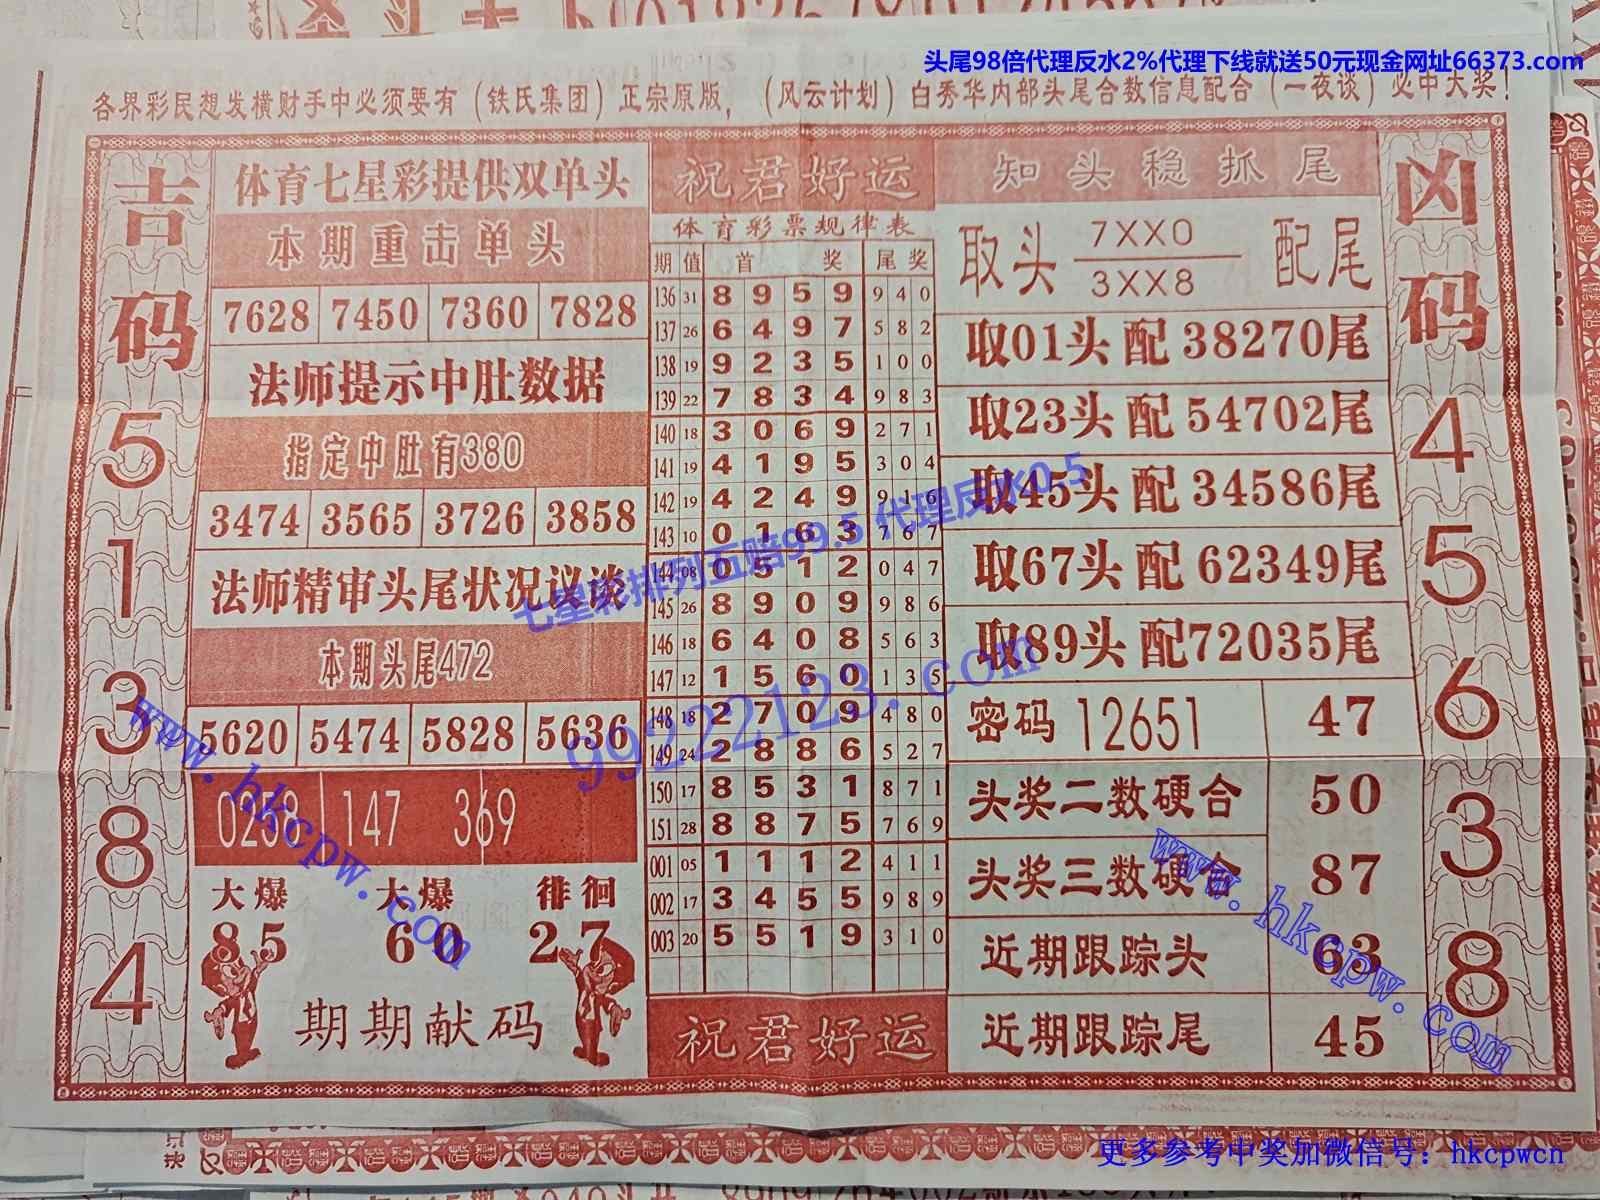 头尾98倍代理反水2%代理下线就送50元现金网址66373.com
各界彩民想发横财手中必须要有（铁氏集团）正宗原版，（风云计划）白秀华内部头尾合数信息配合（一夜谈）必中大奖！
吉码
5
1
3
8
4
体育七星彩提供双单头
本期重击单头
7628 7450 7360 7828
法师提示中肚数据
指定中肚有380
3474 3565 3726 3858
法师精审头尾状况议谈
本期头尾472
5620 5474 5828 5636
0258 147 369
大爆 大爆 徘徊
85 60 27
期期献码
祝君好运
体育彩票规律表
期 值 首 奖 尾 奖
136 31 8 9 5 9 9 4 0
137 26 6 4 9 7 5 8 2
138 19 9 2 3 5 1 0 0
139 22 7 8 3 4 9 8 3
140 18 3 0 6 9 2 7 1
141 19 4 1 9 5 3 0 4
142 19 4 2 4 9 9 1 6
143 10 0 1 6 3 7 6 7
144 08 0 5 1 2 0 4 7
145 26 8 9 0 9 9 8 6
146 18 6 4 0 8 5 6 3
147 12 1 5 6 0 1 3 5
148 18 2 7 0 9 4 8 0
149 24 2 8 8 6 5 2 7
150 17 8 5 3 1 8 7 1
151 28 8 8 7 5 7 6 9
001 05 1 1 1 2 4 1 1
002 17 3 4 5 5 9 8 9
003 20 5 5 1 9 3 1 0
祝君好运
知头稳抓尾
取头 7XX0 配尾
3XX8
取01头 配 38270尾
取23头 配 54702尾
取45头 配 34586尾
取67头 配 62349尾
取89头 配72035尾
密码 12651 47
头奖二数硬合 50
头奖三数硬合 87
近期跟踪头 63
近期跟踪尾 45
凶码
4
5
6
3
8
七星彩排列五赔99.5 代理反水0.5
99222123.com
www.hkcpw.com
www.hkcpw.com
更多参考中奖加微信号：hkcpwcn